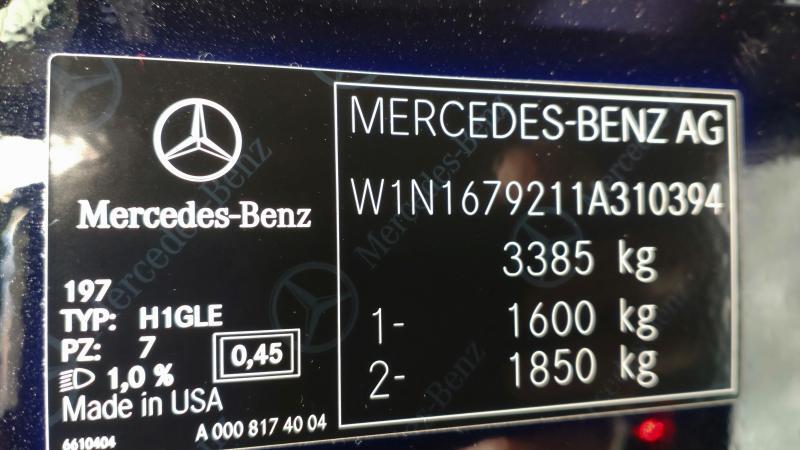 Mercedes-Benz
197
TYP: H1GLE
PZ: 7
0,45
1,0 %
Made in USA
6610404
A 000 817 40 04
MERCEDES-BENZ AG
W1N1679211A310394
3385 kg
1- 1600 kg
2- 1850 kg